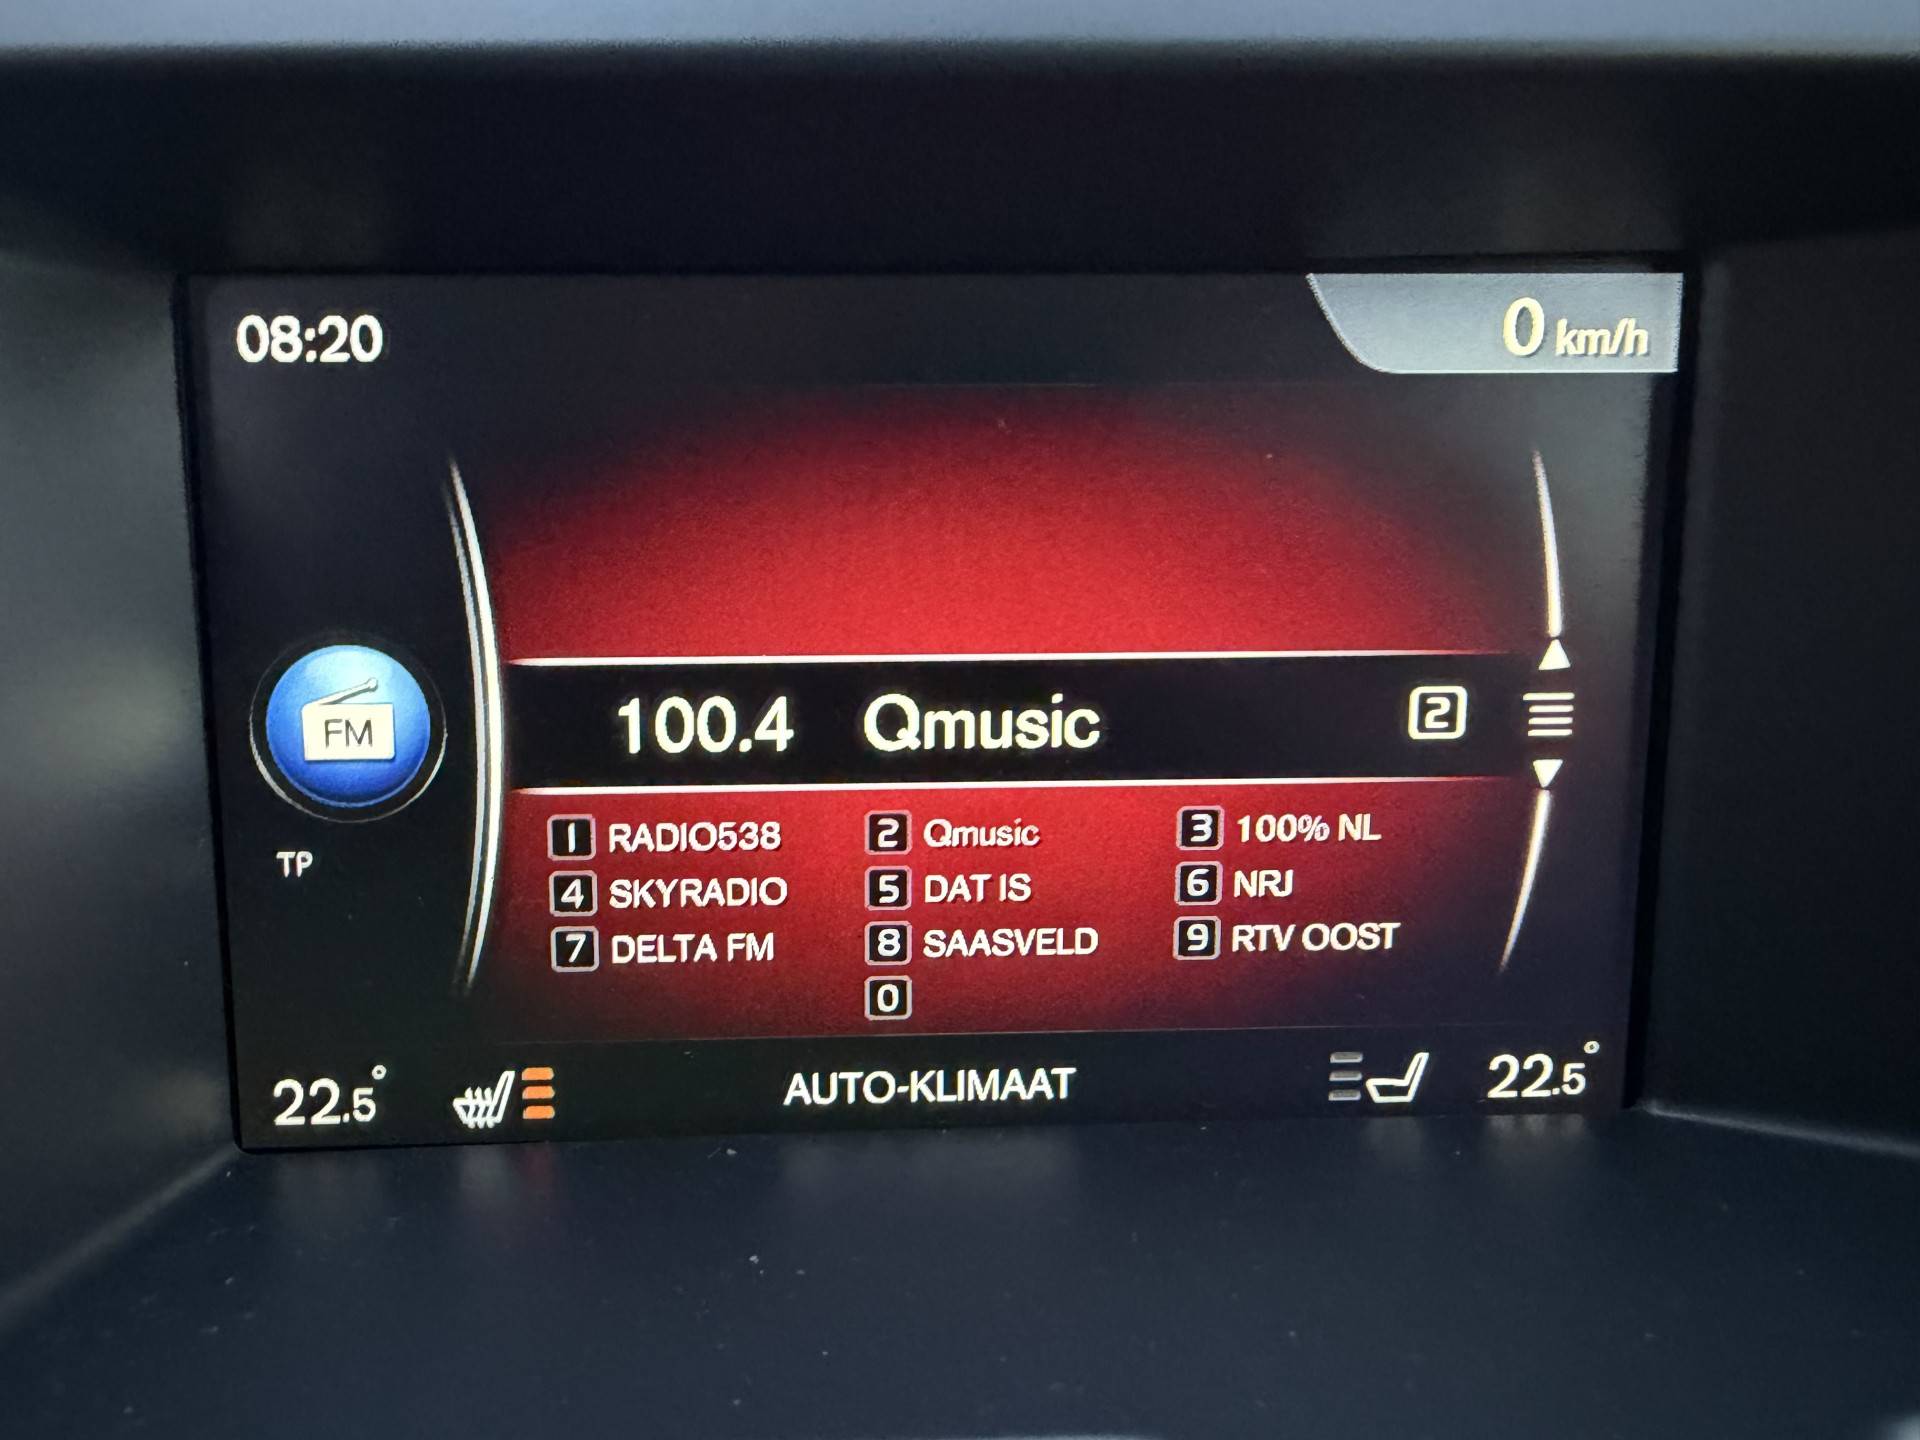 08:20
0 km/h
FM
100.4 Qmusic 2
TP
1 RADIO538 2 Qmusic 3 100% NL
4 SKYRADIO 5 DAT IS 6 NRJ
7 DELTA FM 8 SAASVELD 9 RTV OOST
0
22.5° AUTO-KLIMAAT 22.5°